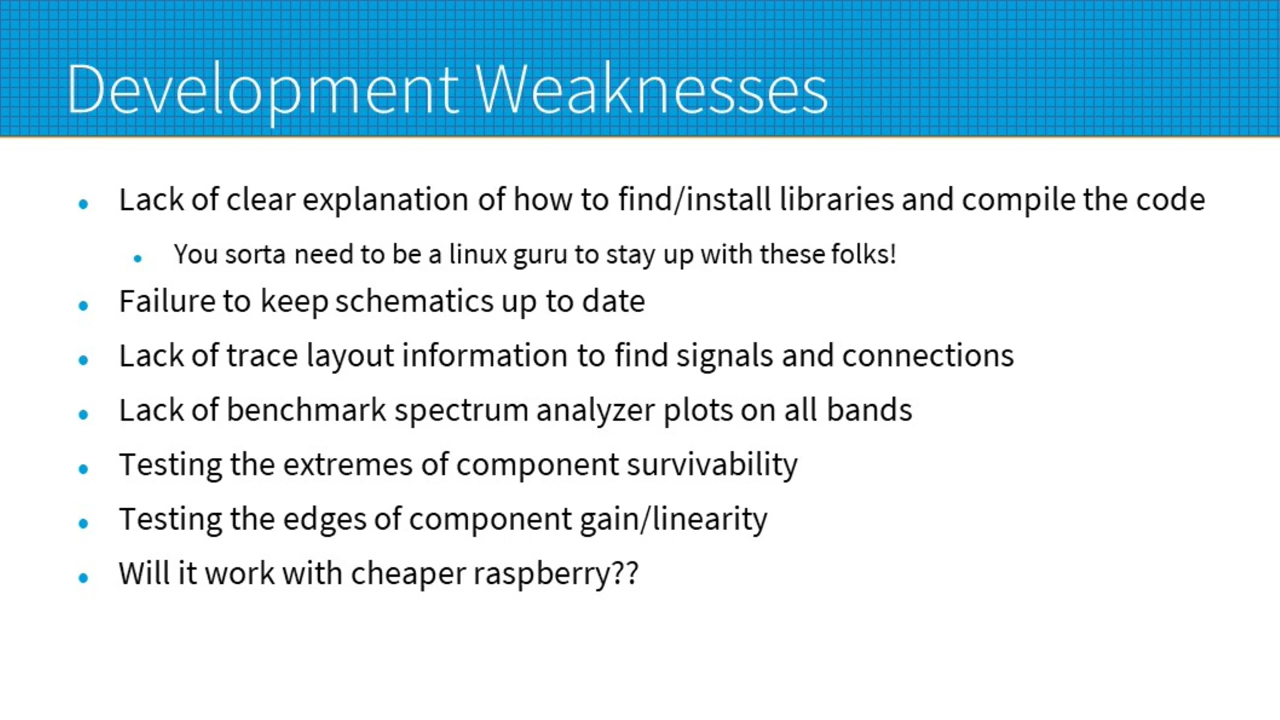 Development Weaknesses
Lack of clear explanation of how to find/install libraries and compile the code
You sorta need to be a linux guru to stay up with these folks!
Failure to keep schematics up to date
Lack of trace layout information to find signals and connections
Lack of benchmark spectrum analyzer plots on all bands
Testing the extremes of component survivability
Testing the edges of component gain/linearity
Will it work with cheaper raspberry??